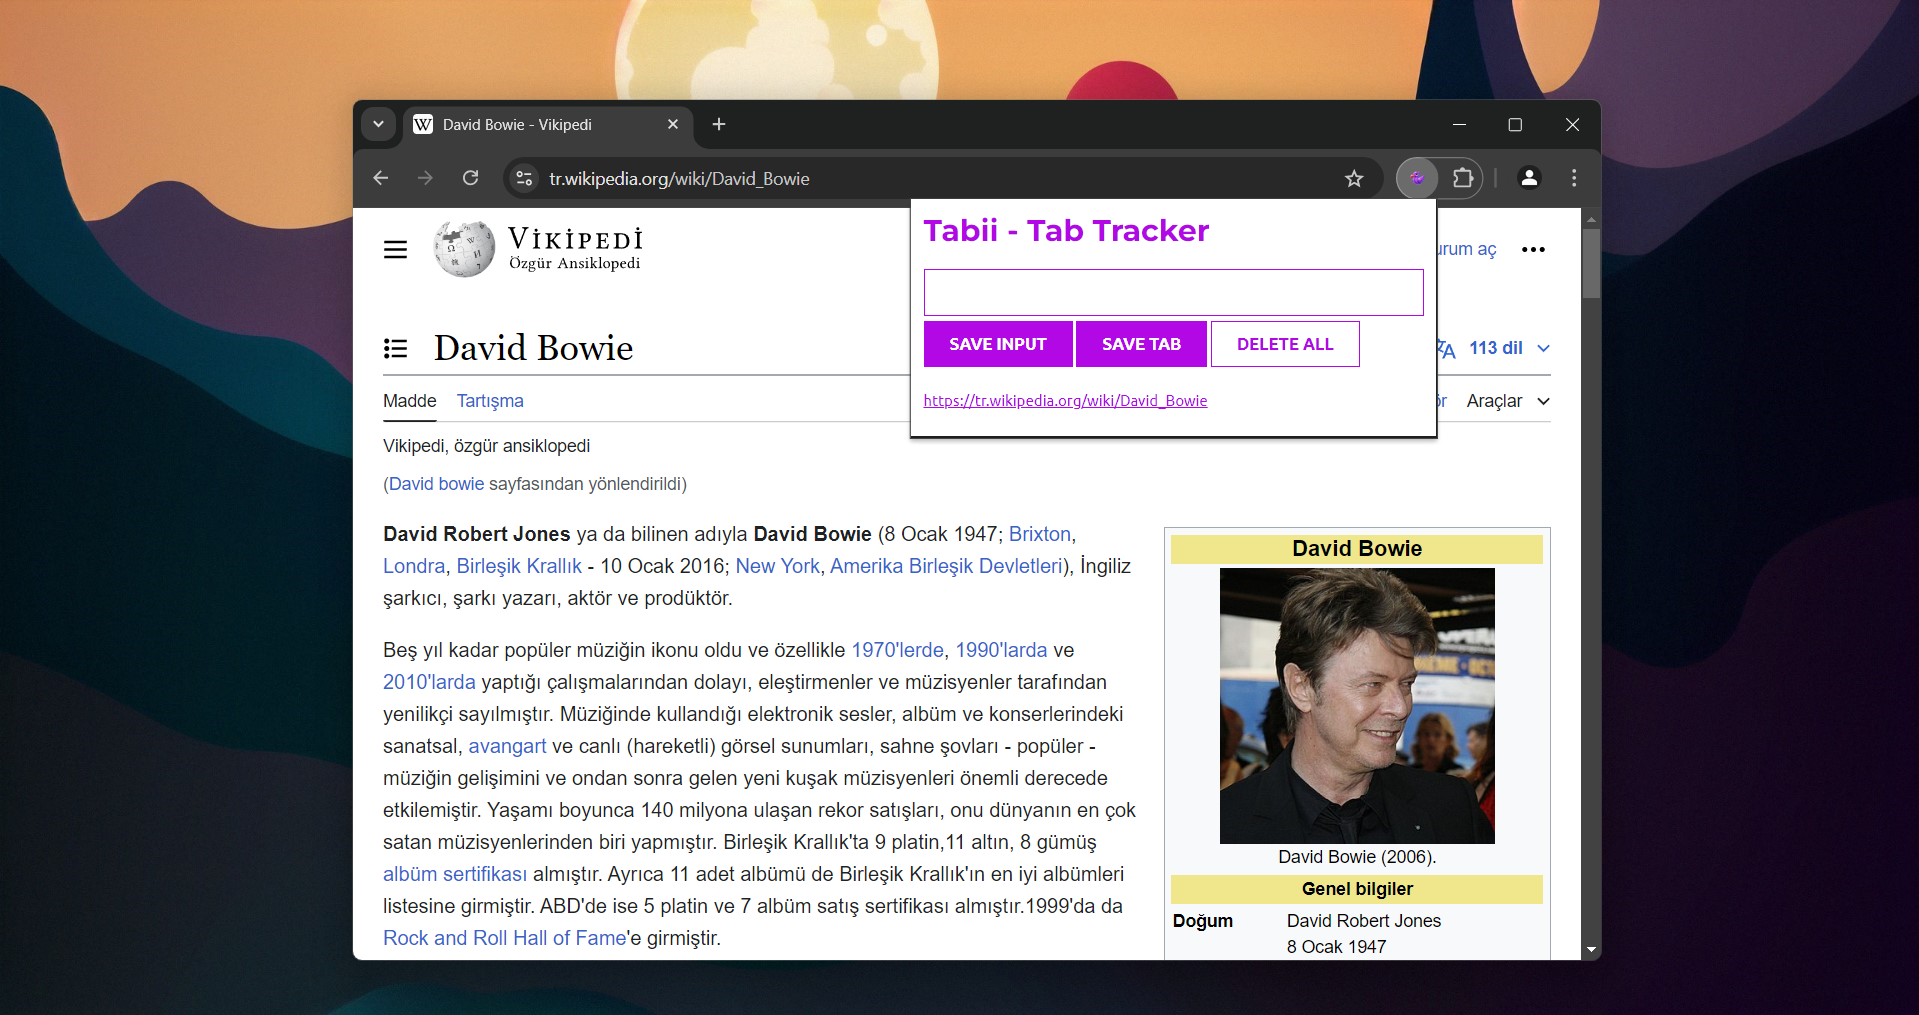 David Bowie - Vikipedi
tr.wikipedia.org/wiki/David_Bowie
Tabii - Tab Tracker
SAVE INPUT
SAVE TAB
DELETE ALL
https://tr.wikipedia.org/wiki/David_Bowie
VİKİPEDİ
Özgür Ansiklopedi
urum aç
David Bowie
113 dil
Madde
Tartışma
ör
Araçlar
Vikipedi, özgür ansiklopedi
(David bowie sayfasından yönlendirildi)
David Robert Jones ya da bilinen adıyla David Bowie (8 Ocak 1947; Brixton,
Londra, Birleşik Krallık - 10 Ocak 2016; New York, Amerika Birleşik Devletleri), İngiliz
şarkıcı, şarkı yazarı, aktör ve prodüktör.
Beş yıl kadar popüler müziğin ikonu oldu ve özellikle 1970'lerde, 1990'larda ve
2010'larda yaptığı çalışmalarından dolayı, eleştirmenler ve müzisyenler tarafından
yenilikçi sayılmıştır. Müziğinde kullandığı elektronik sesler, albüm ve konserlerindeki
sanatsal, avangart ve canlı (hareketli) görsel sunumları, sahne şovları - popüler -
müziğin gelişimini ve ondan sonra gelen yeni kuşak müzisyenleri önemli derecede
etkilemiştir. Yaşamı boyunca 140 milyona ulaşan rekor satışları, onu dünyanın en çok
satan müzisyenlerinden biri yapmıştır. Birleşik Krallık'ta 9 platin,11 altın, 8 gümüş
albüm sertifikası almıştır. Ayrıca 11 adet albümü de Birleşik Krallık'ın en iyi albümleri
listesine girmiştir. ABD'de ise 5 platin ve 7 albüm satış sertifikası almıştır.1999'da da
Rock and Roll Hall of Fame'e girmiştir.
David Bowie
David Bowie (2006).
Genel bilgiler
Doğum
David Robert Jones
8 Ocak 1947